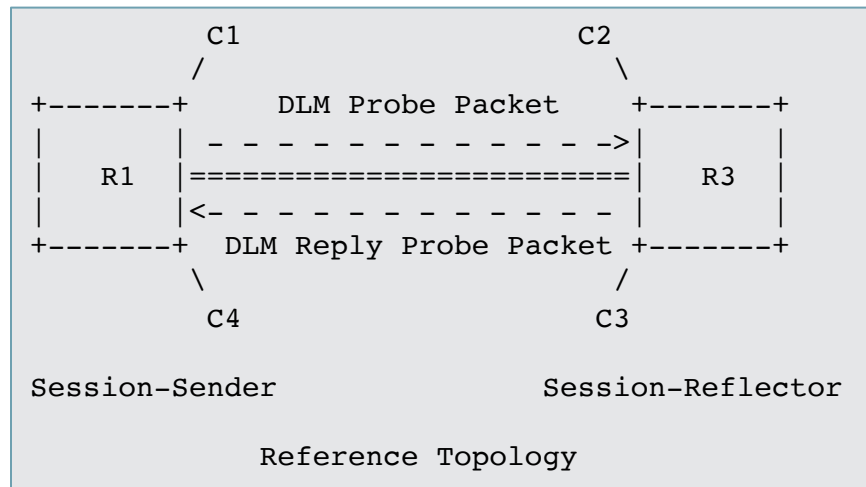 C1 C2
DLM Probe Packet
R1 R3
DLM Reply Probe Packet
C4 C3
Session-Sender Session-Reflector
Reference Topology